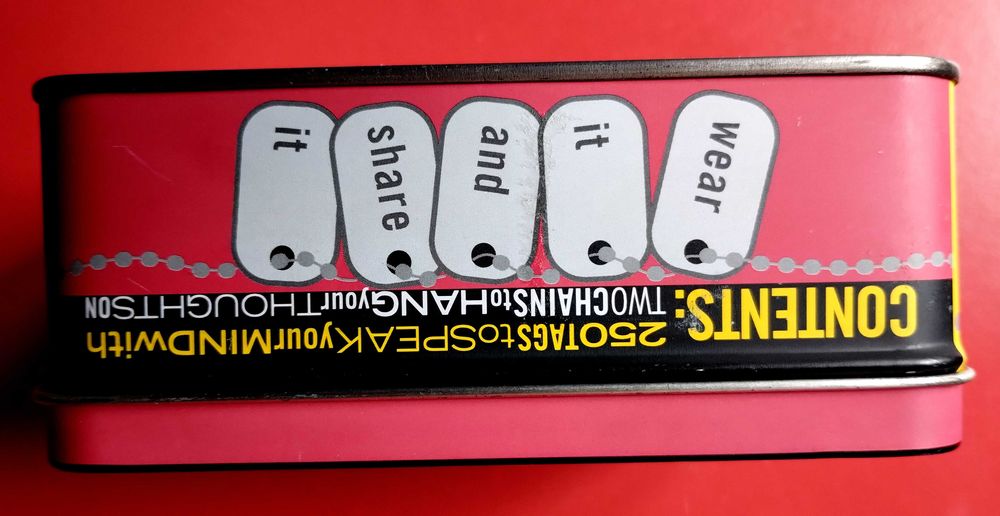 CONTENTS:
250TAGStoSPEAKyourMINDwith
TWOCHAINStoHANGyourTHOUGHTSON
wear
it
and
share
it